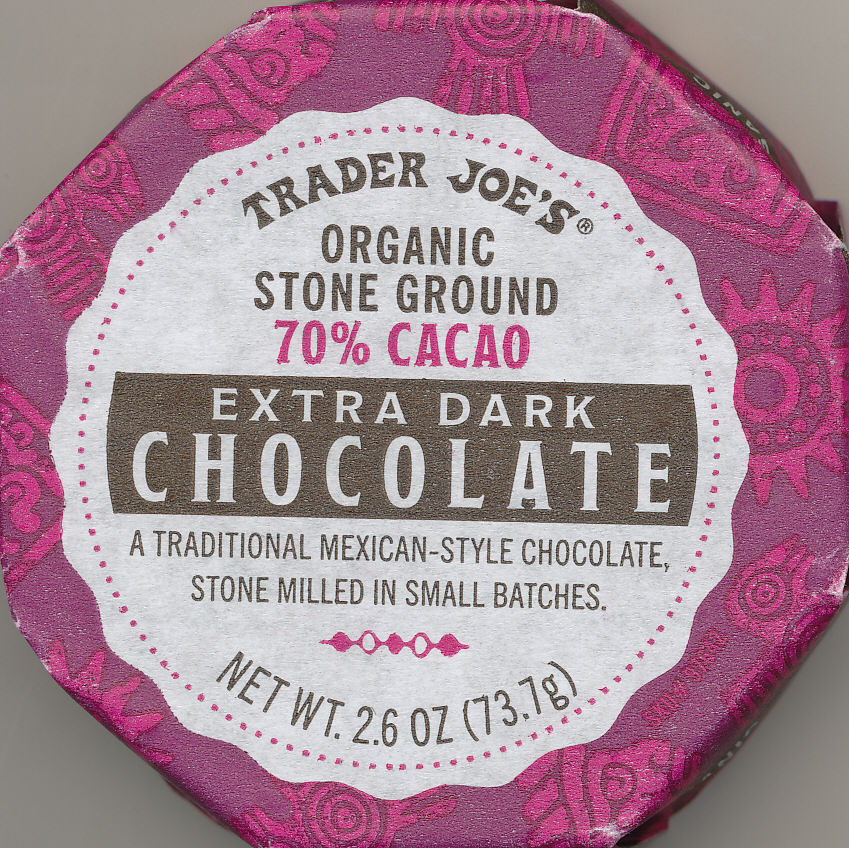 TRADER JOE'S®
ORGANIC
STONE GROUND
70% CACAO
EXTRA DARK
CHOCOLATE
A TRADITIONAL MEXICAN-STYLE CHOCOLATE,
STONE MILLED IN SMALL BATCHES.
NET WT. 2.6 OZ (73.7g)